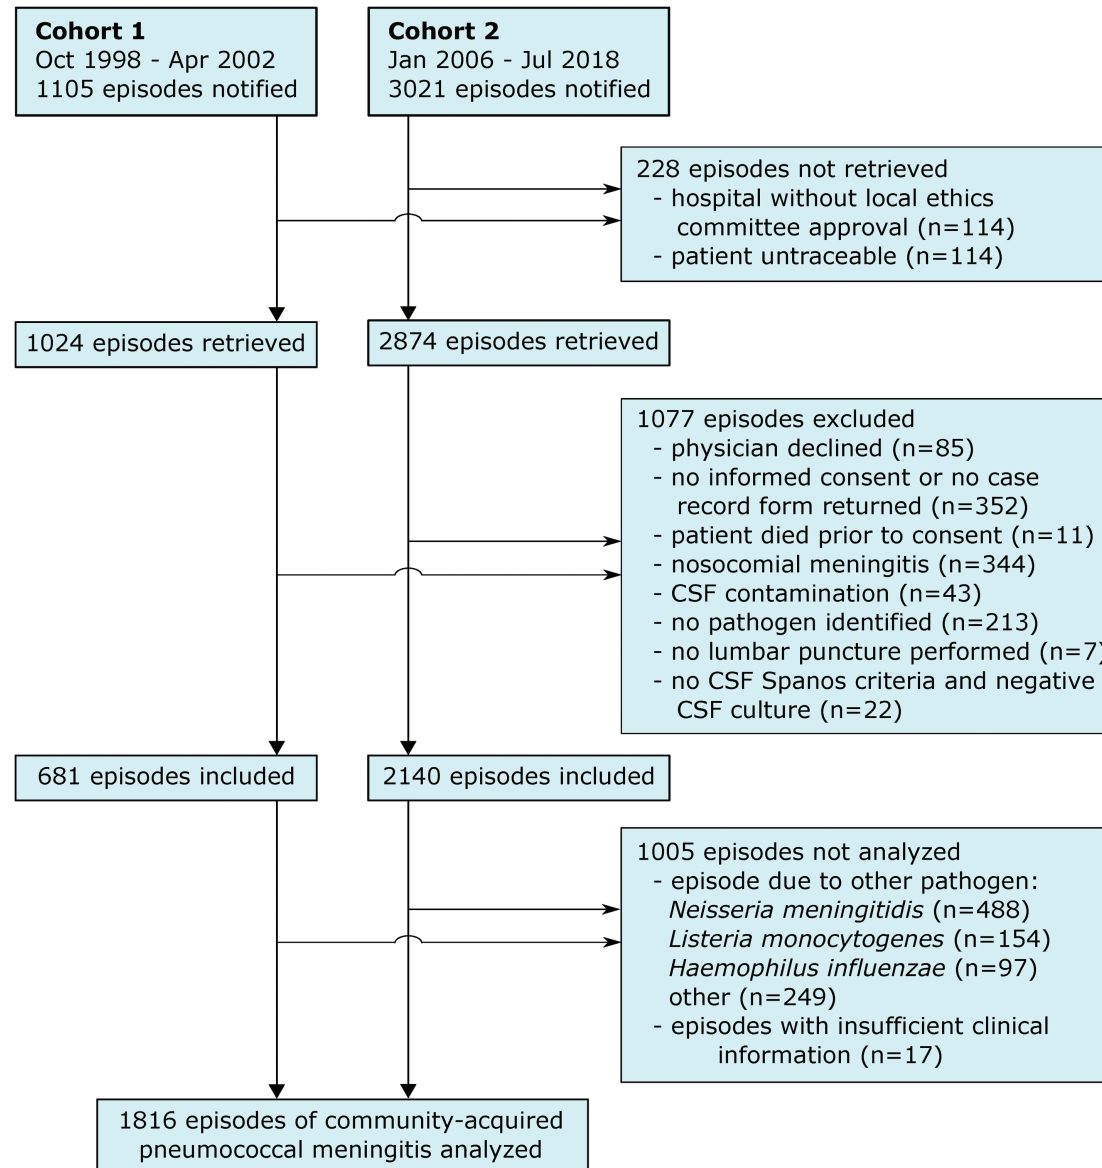 Cohort 1
Oct 1998 - Apr 2002
1105 episodes notified
Cohort 2
Jan 2006 - Jul 2018
3021 episodes notified
228 episodes not retrieved
- hospital without local ethics
committee approval (n=114)
- patient untraceable (n=114)
1024 episodes retrieved
2874 episodes retrieved
1077 episodes excluded
- physician declined (n=85)
- no informed consent or no case
record form returned (n=352)
- patient died prior to consent (n=11)
- nosocomial meningitis (n=344)
- CSF contamination (n=43)
- no pathogen identified (n=213)
- no lumbar puncture performed (n=7)
- no CSF Spanos criteria and negative
CSF culture (n=22)
681 episodes included
2140 episodes included
1005 episodes not analyzed
- episode due to other pathogen:
Neisseria meningitidis (n=488)
Listeria monocytogenes (n=154)
Haemophilus influenzae (n=97)
other (n=249)
- episodes with insufficient clinical
information (n=17)
1816 episodes of community-acquired
pneumococcal meningitis analyzed